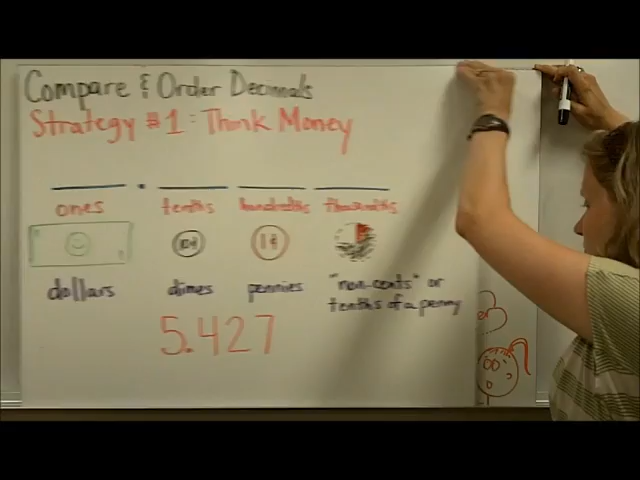 Compare & Order Decimals
Strategy #1: Think Money
ones tenths hundredths thousandths
10¢ 1¢
dollars dimes pennies "non-cents" or
tenths of a penny
5.427